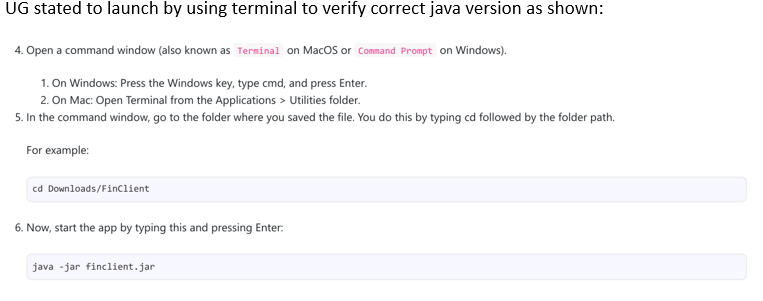 UG stated to launch by using terminal to verify correct java version as shown:
4. Open a command window (also known as Terminal on MacOS or Command Prompt on Windows).
1. On Windows: Press the Windows key, type cmd, and press Enter.
2. On Mac: Open Terminal from the Applications > Utilities folder.
5. In the command window, go to the folder where you saved the file. You do this by typing cd followed by the folder path.
For example:
cd Downloads/FinClient
6. Now, start the app by typing this and pressing Enter:
java -jar finclient.jar